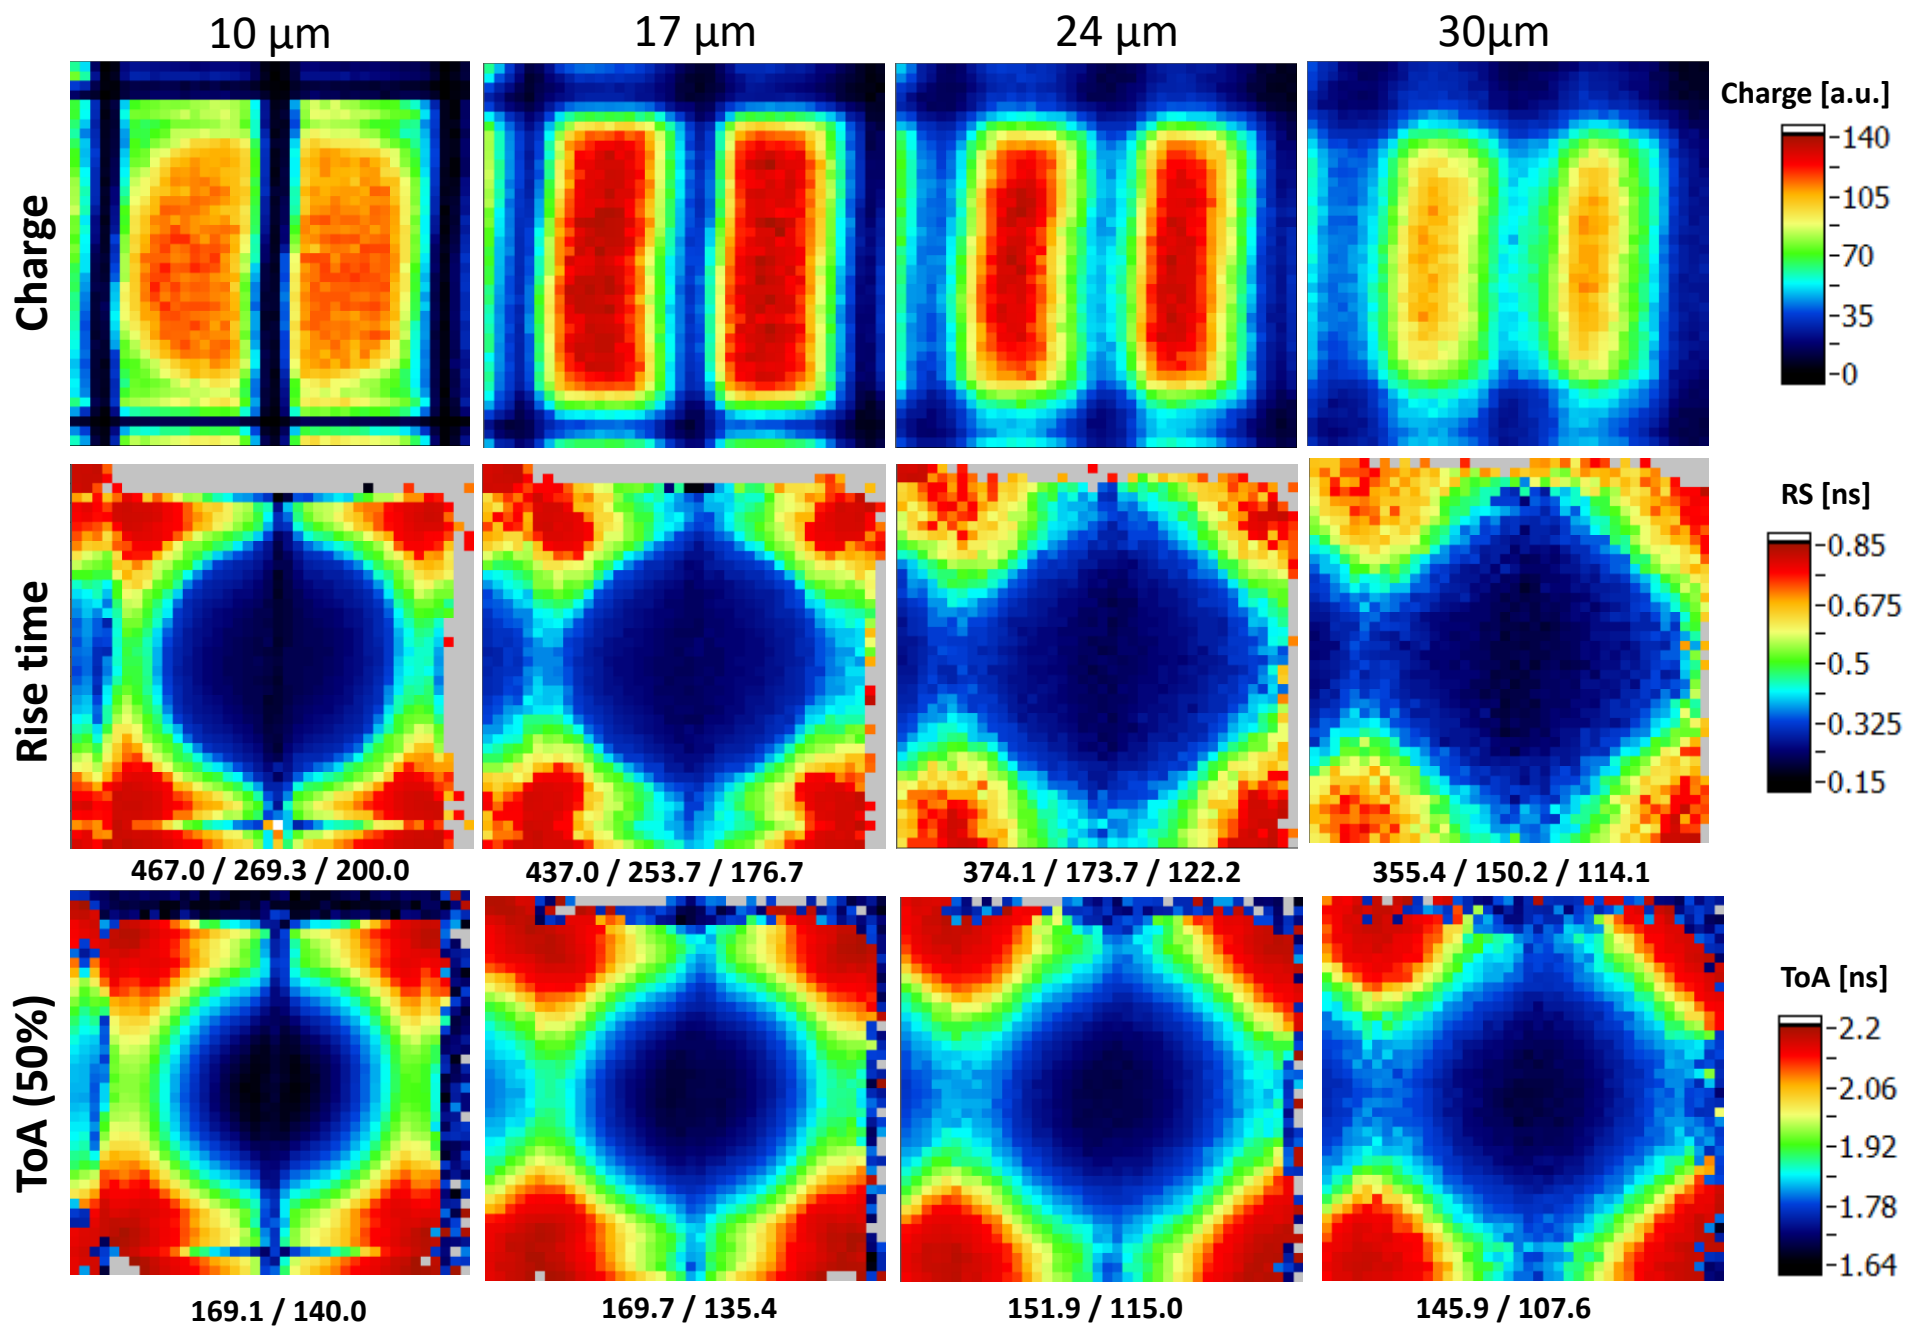 10 μm
17 μm
24 μm
30μm
Charge
Charge [a.u.]
140
105
70
35
0
Rise time
RS [ns]
0.85
0.675
0.5
0.325
0.15
467.0 / 269.3 / 200.0
437.0 / 253.7 / 176.7
374.1 / 173.7 / 122.2
355.4 / 150.2 / 114.1
ToA (50%)
ToA [ns]
2.2
2.06
1.92
1.78
1.64
169.1 / 140.0
169.7 / 135.4
151.9 / 115.0
145.9 / 107.6